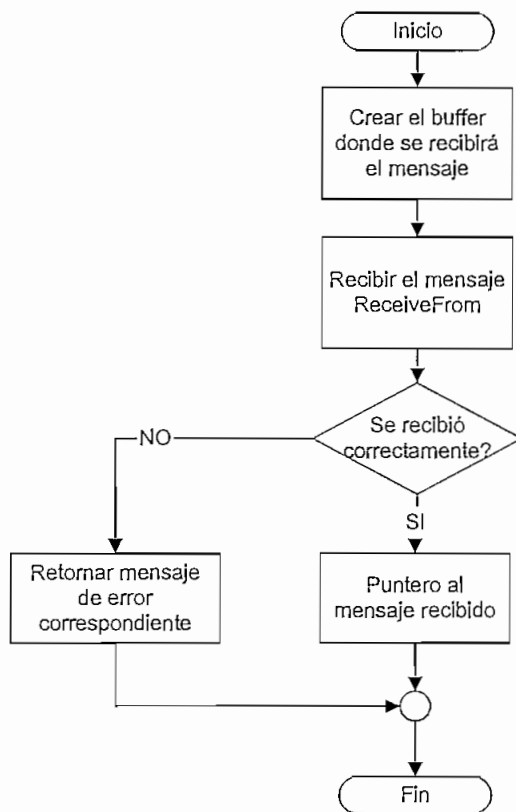 Inicio
Crear el buffer
donde se recibirá
el mensaje
Recibir el mensaje
ReceiveFrom
Se recibió
correctamente?
NO
SI
Retornar mensaje
de error
correspondiente
Puntero al
mensaje recibido
Fin